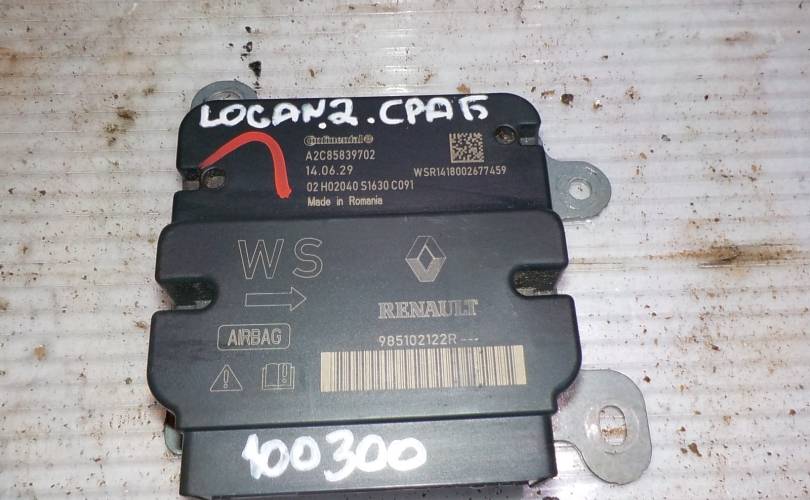 LOGAN.2.СРАБ
Continental
A2C85839702
14.06.29
02 H02040 S1630 C091
Made in Romania
WSR1418002677459
WS
RENAULT
AIRBAG
985102122R ---
100300